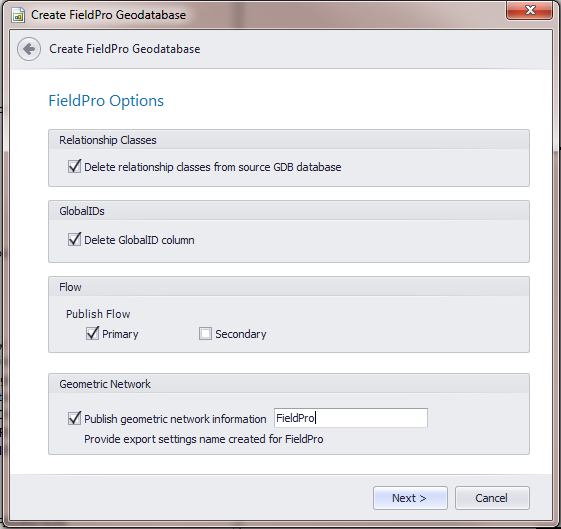 Create FieldPro Geodatabase
Create FieldPro Geodatabase
FieldPro Options
Relationship Classes
Delete relationship classes from source GDB database
GlobalIDs
Delete GlobalID column
Flow
Publish Flow
Primary Secondary
Geometric Network
Publish geometric network information FieldPro
Provide export settings name created for FieldPro
Next > Cancel